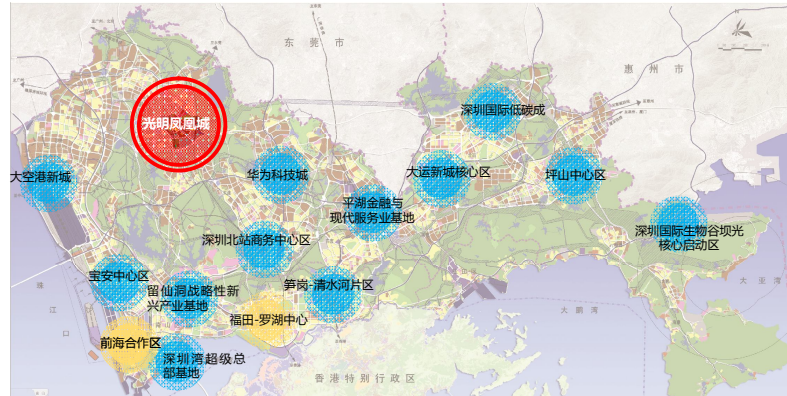 东莞市
惠州市
光明凤凰城
深圳国际低碳成
大空港新城
华为科技城
大运新城核心区
坪山中心区
平湖金融与
现代服务业基地
深圳国际生物谷坝光
核心启动区
深圳北站商务中心区
宝安中心区
留仙洞战略性新
兴产业基地
笋岗-清水河片区
福田-罗湖中心
前海合作区
深圳湾超级总
部基地
珠
江
口
大亚湾
大鹏湾
香港特别行政区